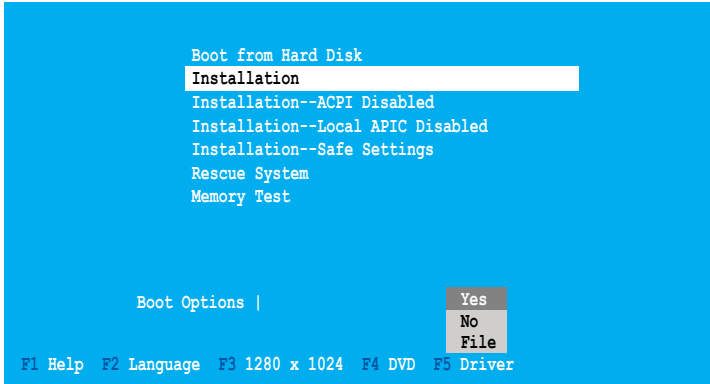 Boot from Hard Disk
Installation
Installation--ACPI Disabled
Installation--Local APIC Disabled
Installation--Safe Settings
Rescue System
Memory Test
Boot Options |
Yes
No
File
F1 Help F2 Language F3 1280 x 1024 F4 DVD F5 Driver